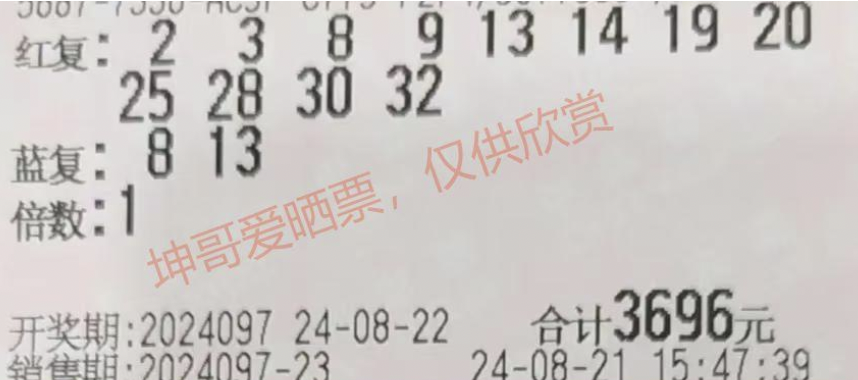 红复: 2 3 8 9 13 14 19 20
25 28 30 32
蓝复: 8 13
倍数:1
坤哥爱晒票，仅供欣赏
开奖期:2024097 24-08-22 合计3696元
销售期:2024097-23 24-08-21 15:47:39